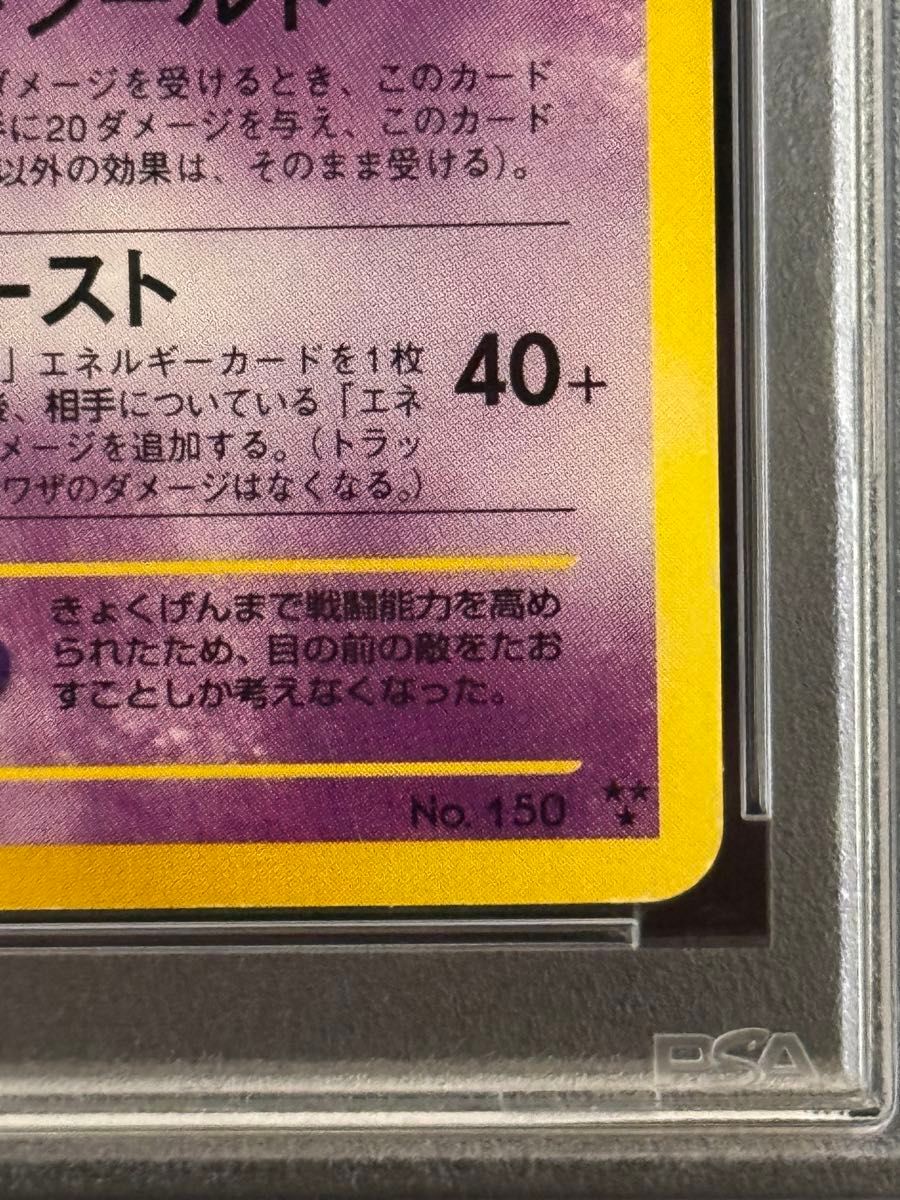 ールド
ダメージを受けるとき、このカード
手に20ダメージを与え、このカード
以外の効果は、そのまま受ける)。
ースト
」エネルギーカードを1枚
後、相手についている「エネ
メージを追加する。(トラッ
ワザのダメージはなくなる。)
40+
きょくげんまで戦闘能力を高め
られたため、目の前の敵をたお
すことしか考えなくなった。
No. 150
★★★
PSA